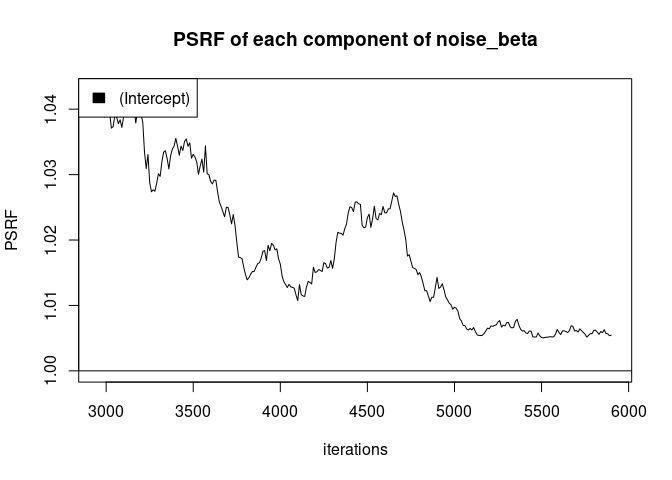 PSRF of each component of noise_beta
(Intercept)
PSRF
1.04
1.03
1.02
1.01
1.00
3000 3500 4000 4500 5000 5500 6000
iterations